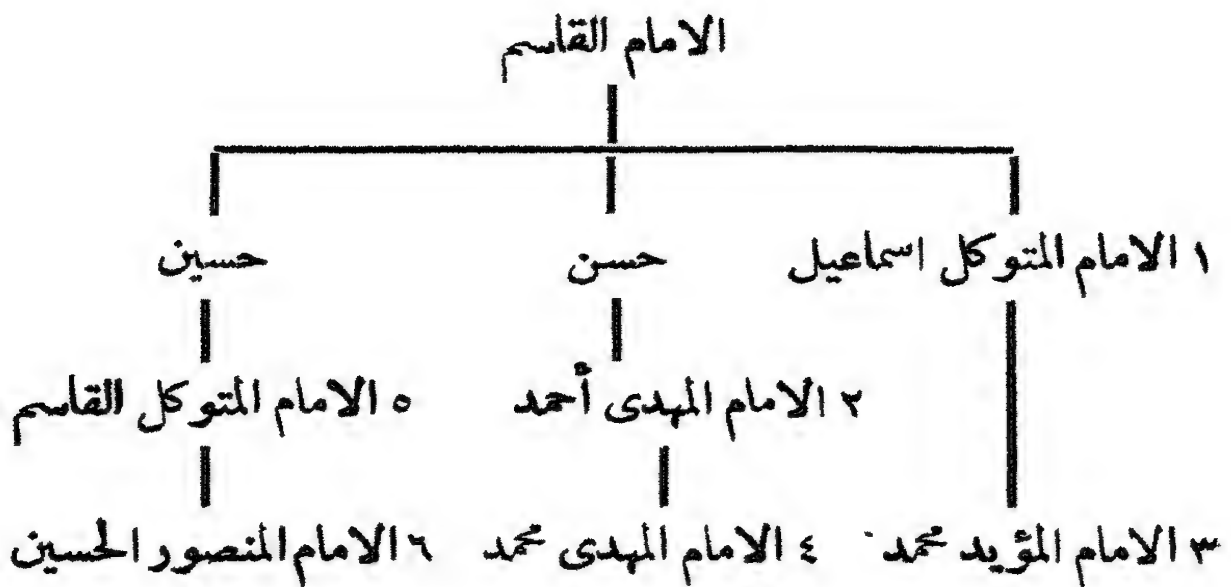 الامام القاسم
١ الامام المتوكل اسماعيل حسن حسين
٢ الامام المهدى أحمد ٥ الامام المتوكل القاسم
٣ الامام المؤيد محمد ٤ الامام المهدى محمد ٦ الامام المنصور الحسين